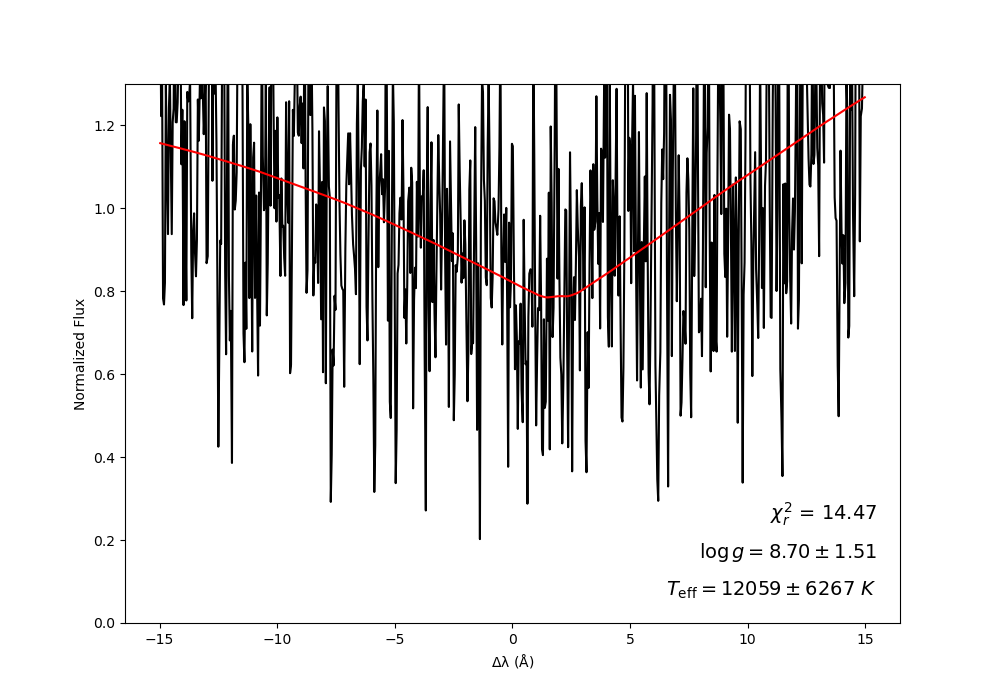 1.2
1.0
0.8
0.6
0.4
0.2
0.0
Normalized Flux
χ²ᵣ = 14.47
log g = 8.70 ± 1.51
T_eff = 12059 ± 6267 K
−15 −10 −5 0 5 10 15
Δλ (Å)